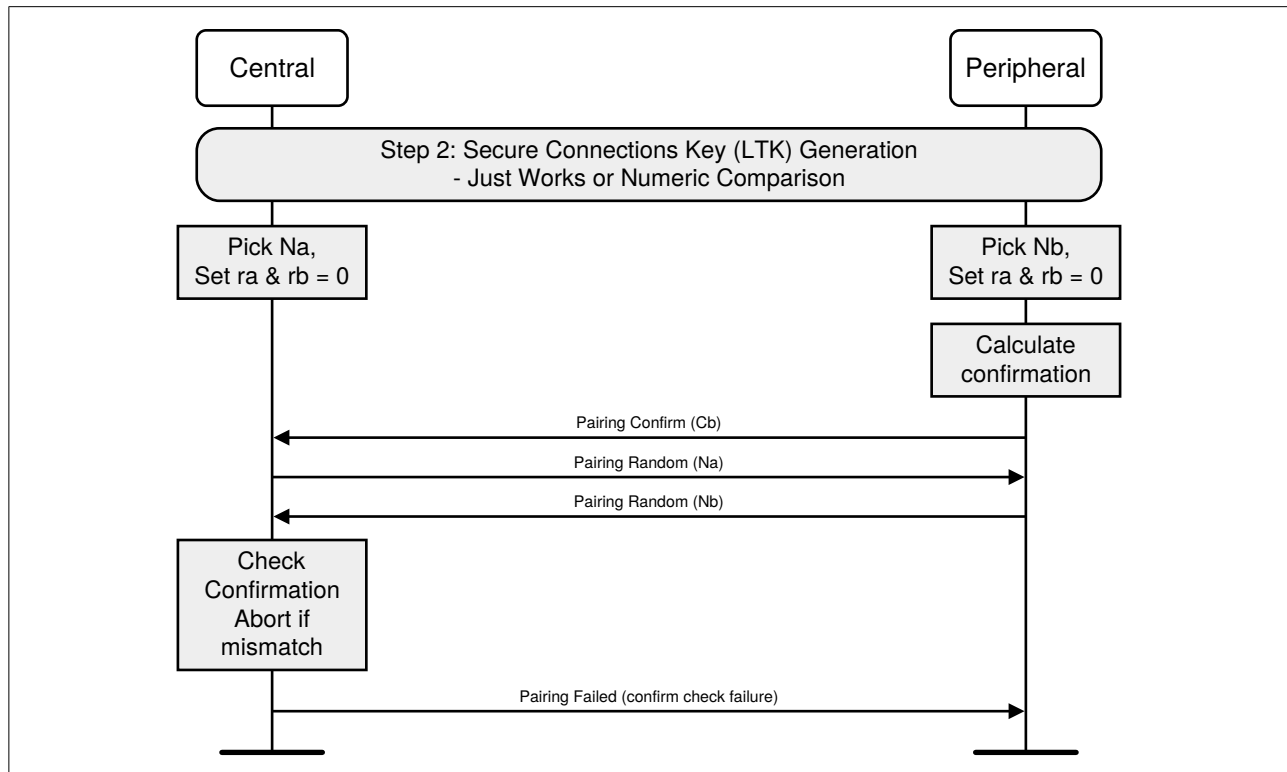 Central
Peripheral
Step 2: Secure Connections Key (LTK) Generation
- Just Works or Numeric Comparison
Pick Na,
Set ra & rb = 0
Pick Nb,
Set ra & rb = 0
Calculate
confirmation
Pairing Confirm (Cb)
Pairing Random (Na)
Pairing Random (Nb)
Check
Confirmation
Abort if
mismatch
Pairing Failed (confirm check failure)